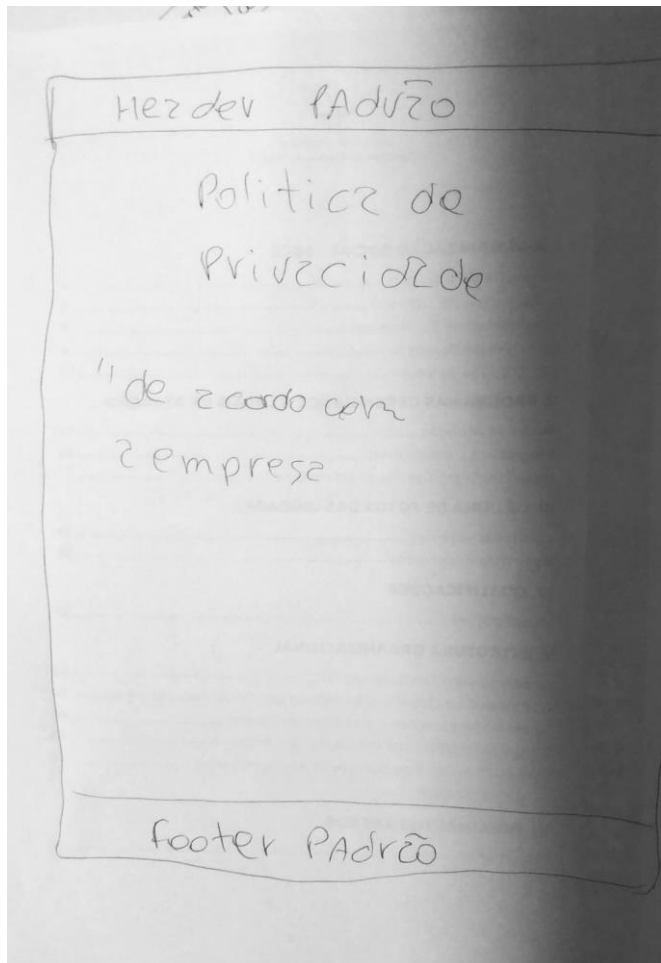 Header PAdrão
Politica de
Privacidade
"de acordo com
a empresa
footer PAdrão